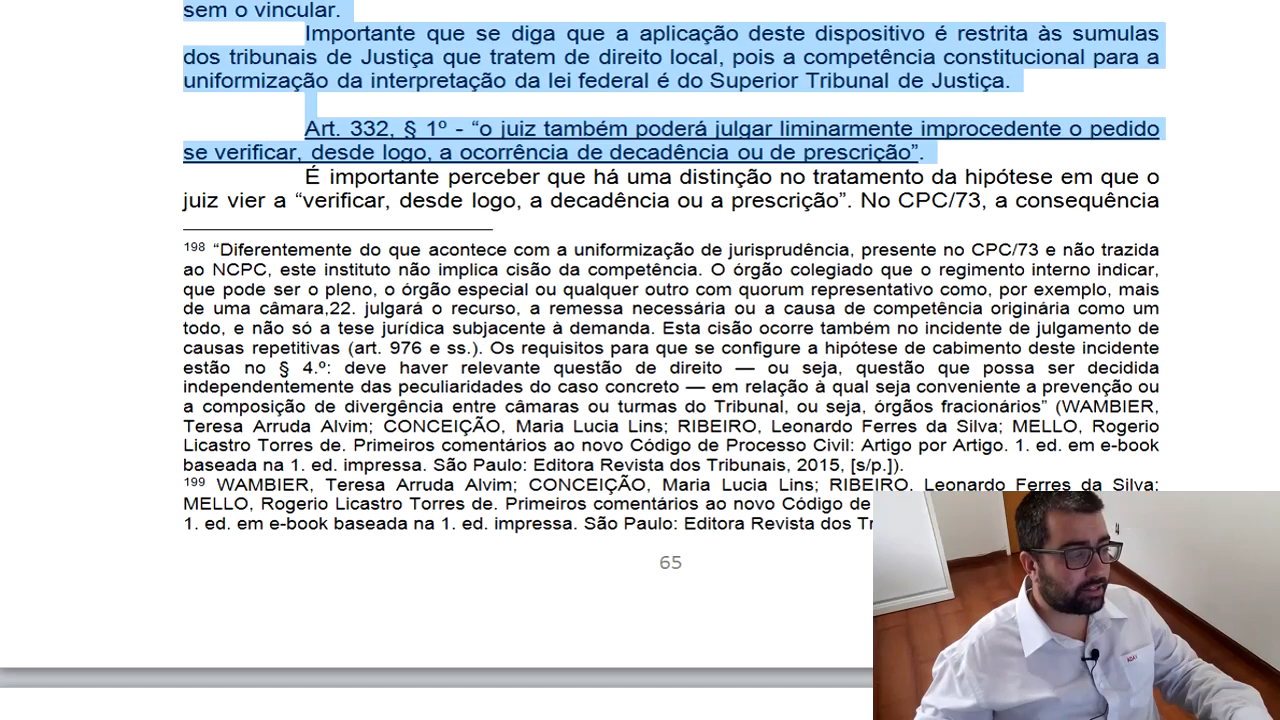 sem o vincular.
Importante que se diga que a aplicação deste dispositivo é restrita às sumulas
dos tribunais de Justiça que tratem de direito local, pois a competência constitucional para a
uniformização da interpretação da lei federal é do Superior Tribunal de Justiça.
Art. 332, § 1º - “o juiz também poderá julgar liminarmente improcedente o pedido
se verificar, desde logo, a ocorrência de decadência ou de prescrição”.
É importante perceber que há uma distinção no tratamento da hipótese em que o
juiz vier a “verificar, desde logo, a decadência ou a prescrição”. No CPC/73, a consequência
198 “Diferentemente do que acontece com a uniformização de jurisprudência, presente no CPC/73 e não trazida
ao NCPC, este instituto não implica cisão da competência. O órgão colegiado que o regimento interno indicar,
que pode ser o pleno, o órgão especial ou qualquer outro com quorum representativo como, por exemplo, mais
de uma câmara,22. julgará o recurso, a remessa necessária ou a causa de competência originária como um
todo, e não só a tese jurídica subjacente à demanda. Esta cisão ocorre também no incidente de julgamento de
causas repetitivas (art. 976 e ss.). Os requisitos para que se configure a hipótese de cabimento deste incidente
estão no § 4.º: deve haver relevante questão de direito — ou seja, questão que possa ser decidida
independentemente das peculiaridades do caso concreto — em relação à qual seja conveniente a prevenção ou
a composição de divergência entre câmaras ou turmas do Tribunal, ou seja, órgãos fracionários” (WAMBIER,
Teresa Arruda Alvim; CONCEIÇÃO, Maria Lucia Lins; RIBEIRO, Leonardo Ferres da Silva; MELLO, Rogerio
Licastro Torres de. Primeiros comentários ao novo Código de Processo Civil: Artigo por Artigo. 1. ed. em e-book
baseada na 1. ed. impressa. São Paulo: Editora Revista dos Tribunais, 2015, [s/p.]).
199 WAMBIER, Teresa Arruda Alvim; CONCEIÇÃO, Maria Lucia Lins; RIBEIRO, Leonardo Ferres da Silva;
MELLO, Rogerio Licastro Torres de. Primeiros comentários ao novo Código de
1. ed. em e-book baseada na 1. ed. impressa. São Paulo: Editora Revista dos
65